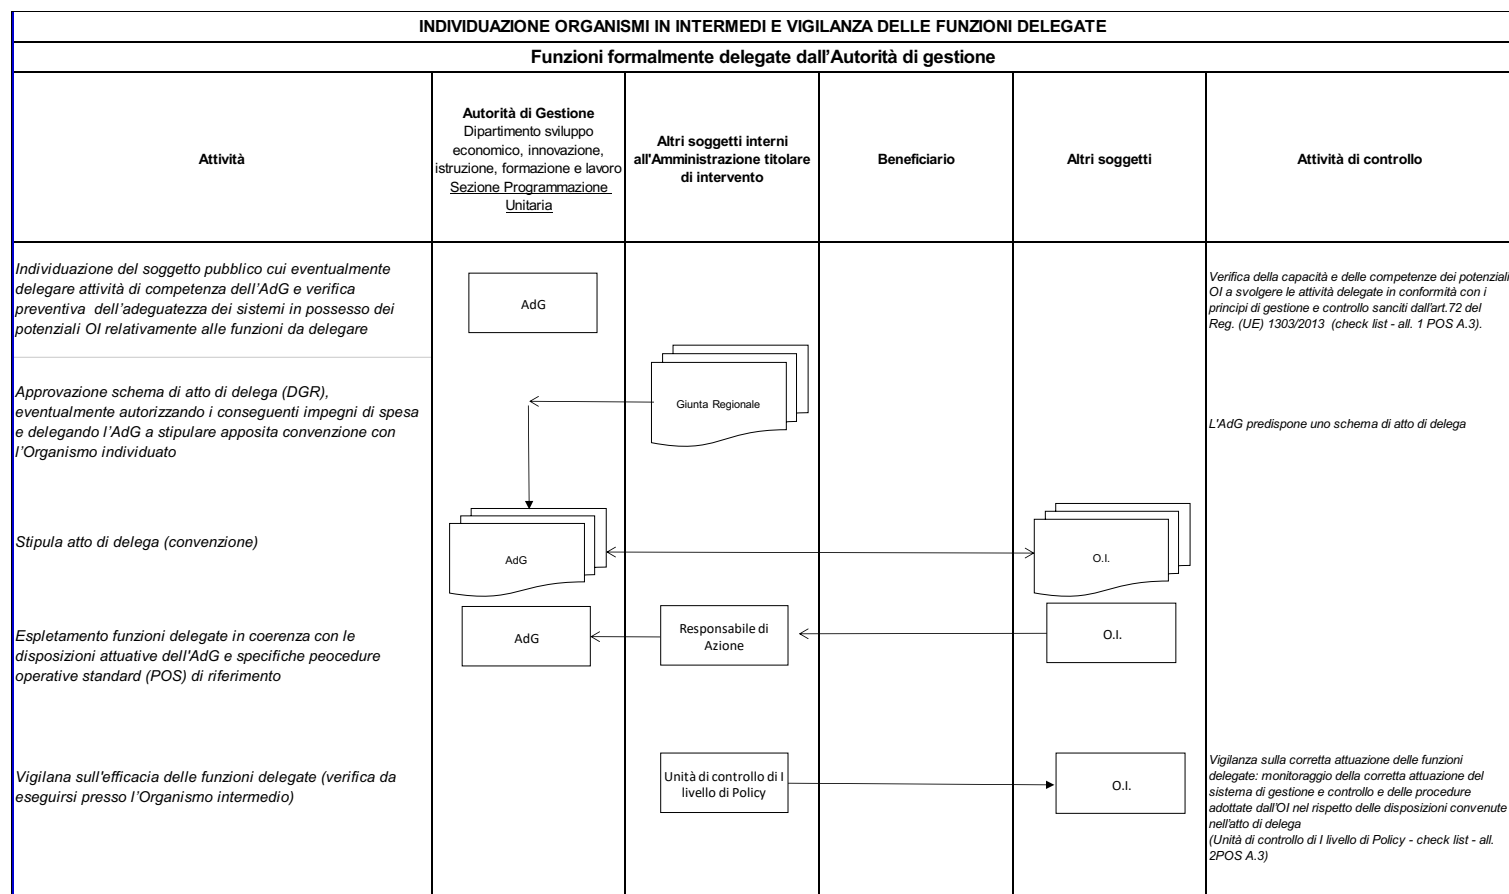 INDIVIDUAZIONE ORGANISMI IN INTERMEDI E VIGILANZA DELLE FUNZIONI DELEGATE
Funzioni formalmente delegate dall'Autorità di gestione
Attività
Autorità di Gestione
Dipartimento sviluppo
economico, innovazione,
istruzione, formazione e lavoro
Sezione Programmazione
Unitaria
Altri soggetti interni
all'Amministrazione titolare
di intervento
Beneficiario
Altri soggetti
Attività di controllo
Individuazione del soggetto pubblico cui eventualmente
delegare attività di competenza dell'AdG e verifica
preventiva dell'adeguatezza dei sistemi in possesso dei
potenziali OI relativamente alle funzioni da delegare
AdG
Verifica della capacità e delle competenze dei potenziali
OI a svolgere le attività delegate in conformità con i
principi di gestione e controllo sanciti dall'art.72 del
Reg. (UE) 1303/2013 (check list - all. 1 POS A.3).
Approvazione schema di atto di delega (DGR),
eventualmente autorizzando i conseguenti impegni di spesa
e delegando l'AdG a stipulare apposita convenzione con
l'Organismo individuato
Giunta Regionale
L'AdG predispone uno schema di atto di delega
Stipula atto di delega (convenzione)
AdG
O.I.
Espletamento funzioni delegate in coerenza con le
disposizioni attuative dell'AdG e specifiche peocedure
operative standard (POS) di riferimento
AdG
Responsabile di
Azione
O.I.
Vigilana sull'efficacia delle funzioni delegate (verifica da
eseguirsi presso l'Organismo intermedio)
Unità di controllo di I
livello di Policy
O.I.
Vigilanza sulla corretta attuazione delle funzioni
delegate: monitoraggio della corretta attuazione del
sistema di gestione e controllo e delle procedure
adottate dall'OI nel rispetto delle disposizioni convenute
nell'atto di delega
(Unità di controllo di I livello di Policy - check list - all.
2POS A.3)